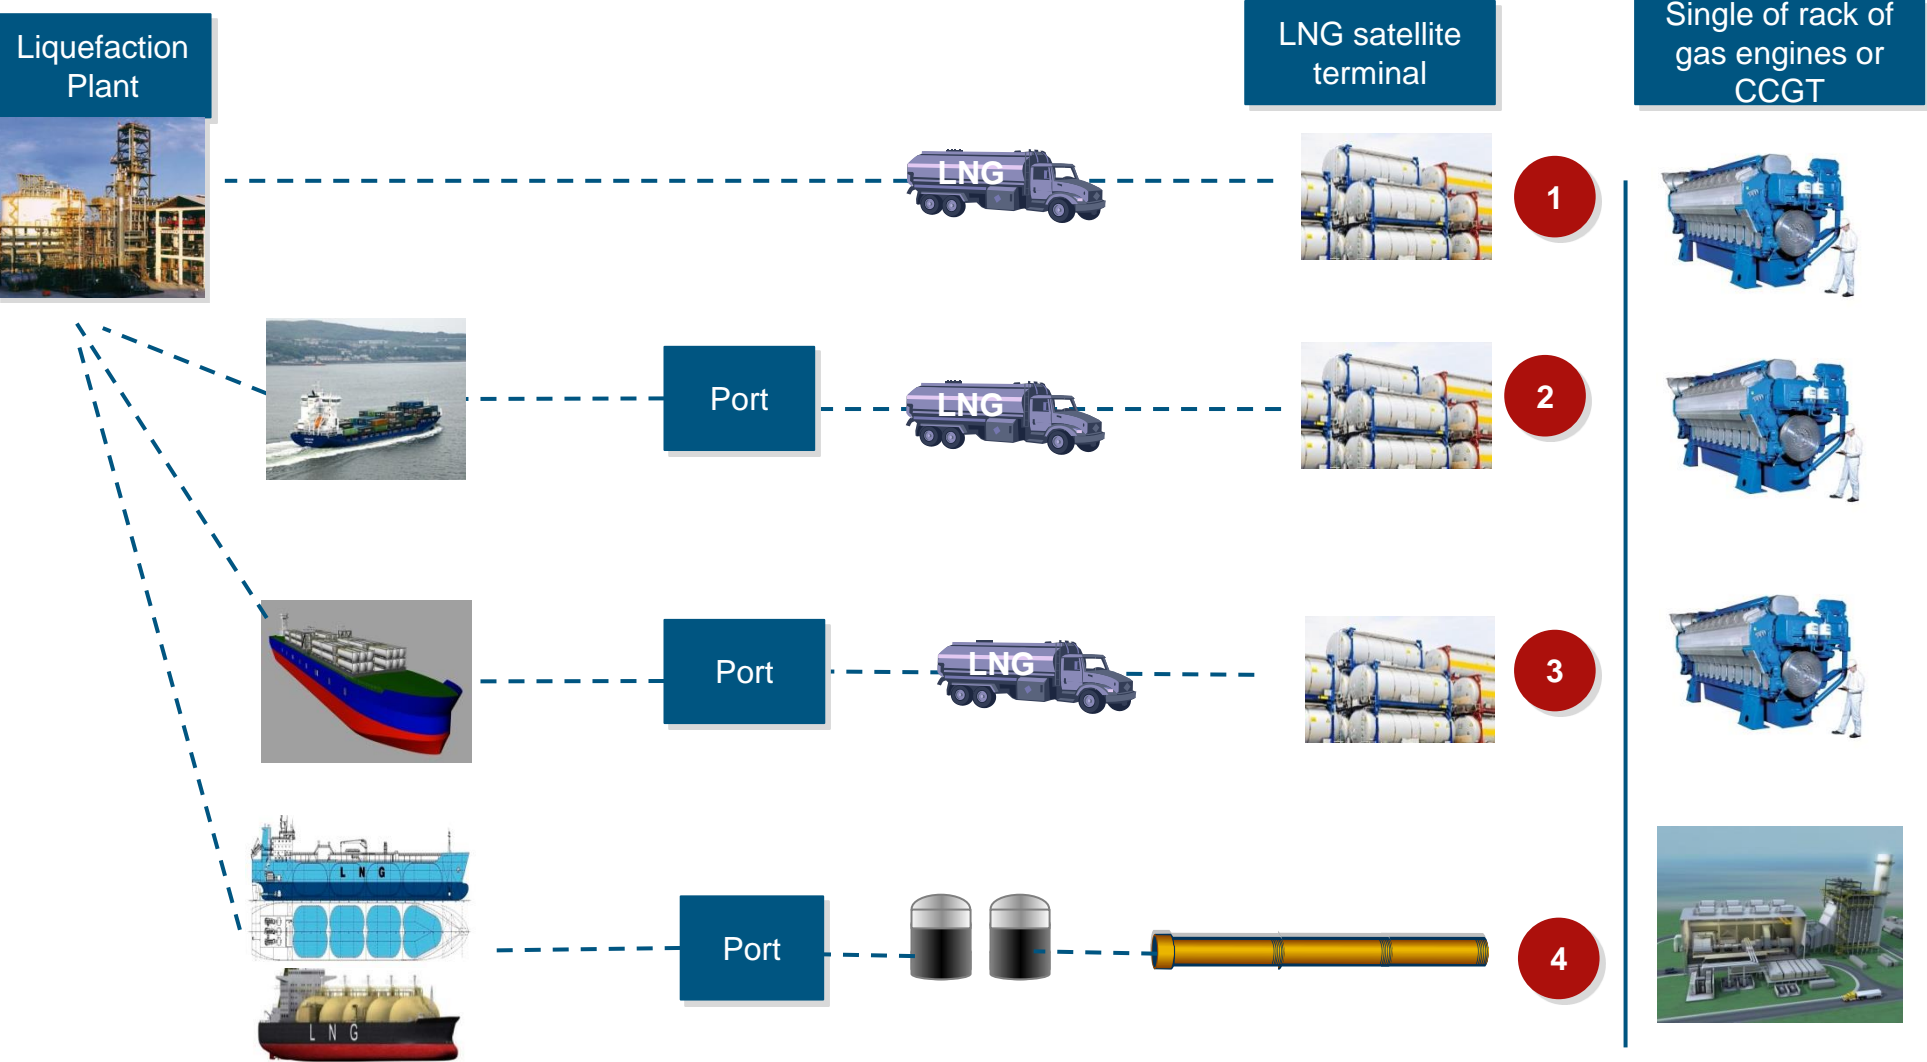 Liquefaction
Plant
LNG satellite
terminal
Single of rack of
gas engines or
CCGT
LNG
1
Port
LNG
2
Port
LNG
3
L N G
Port
4
L N G